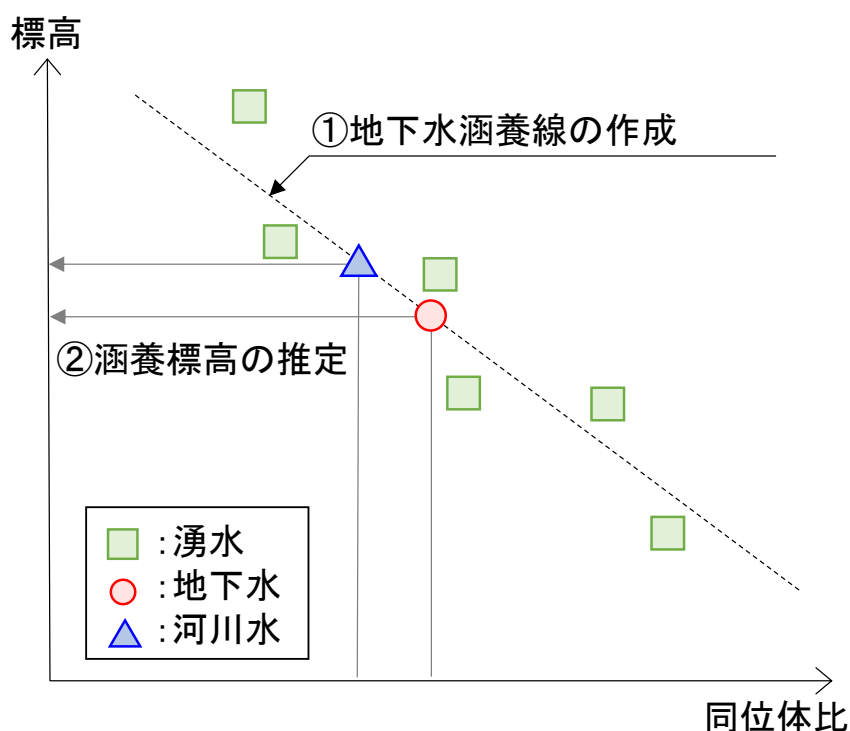 標高
①地下水涵養線の作成
②涵養標高の推定
:湧水
:地下水
:河川水
同位体比